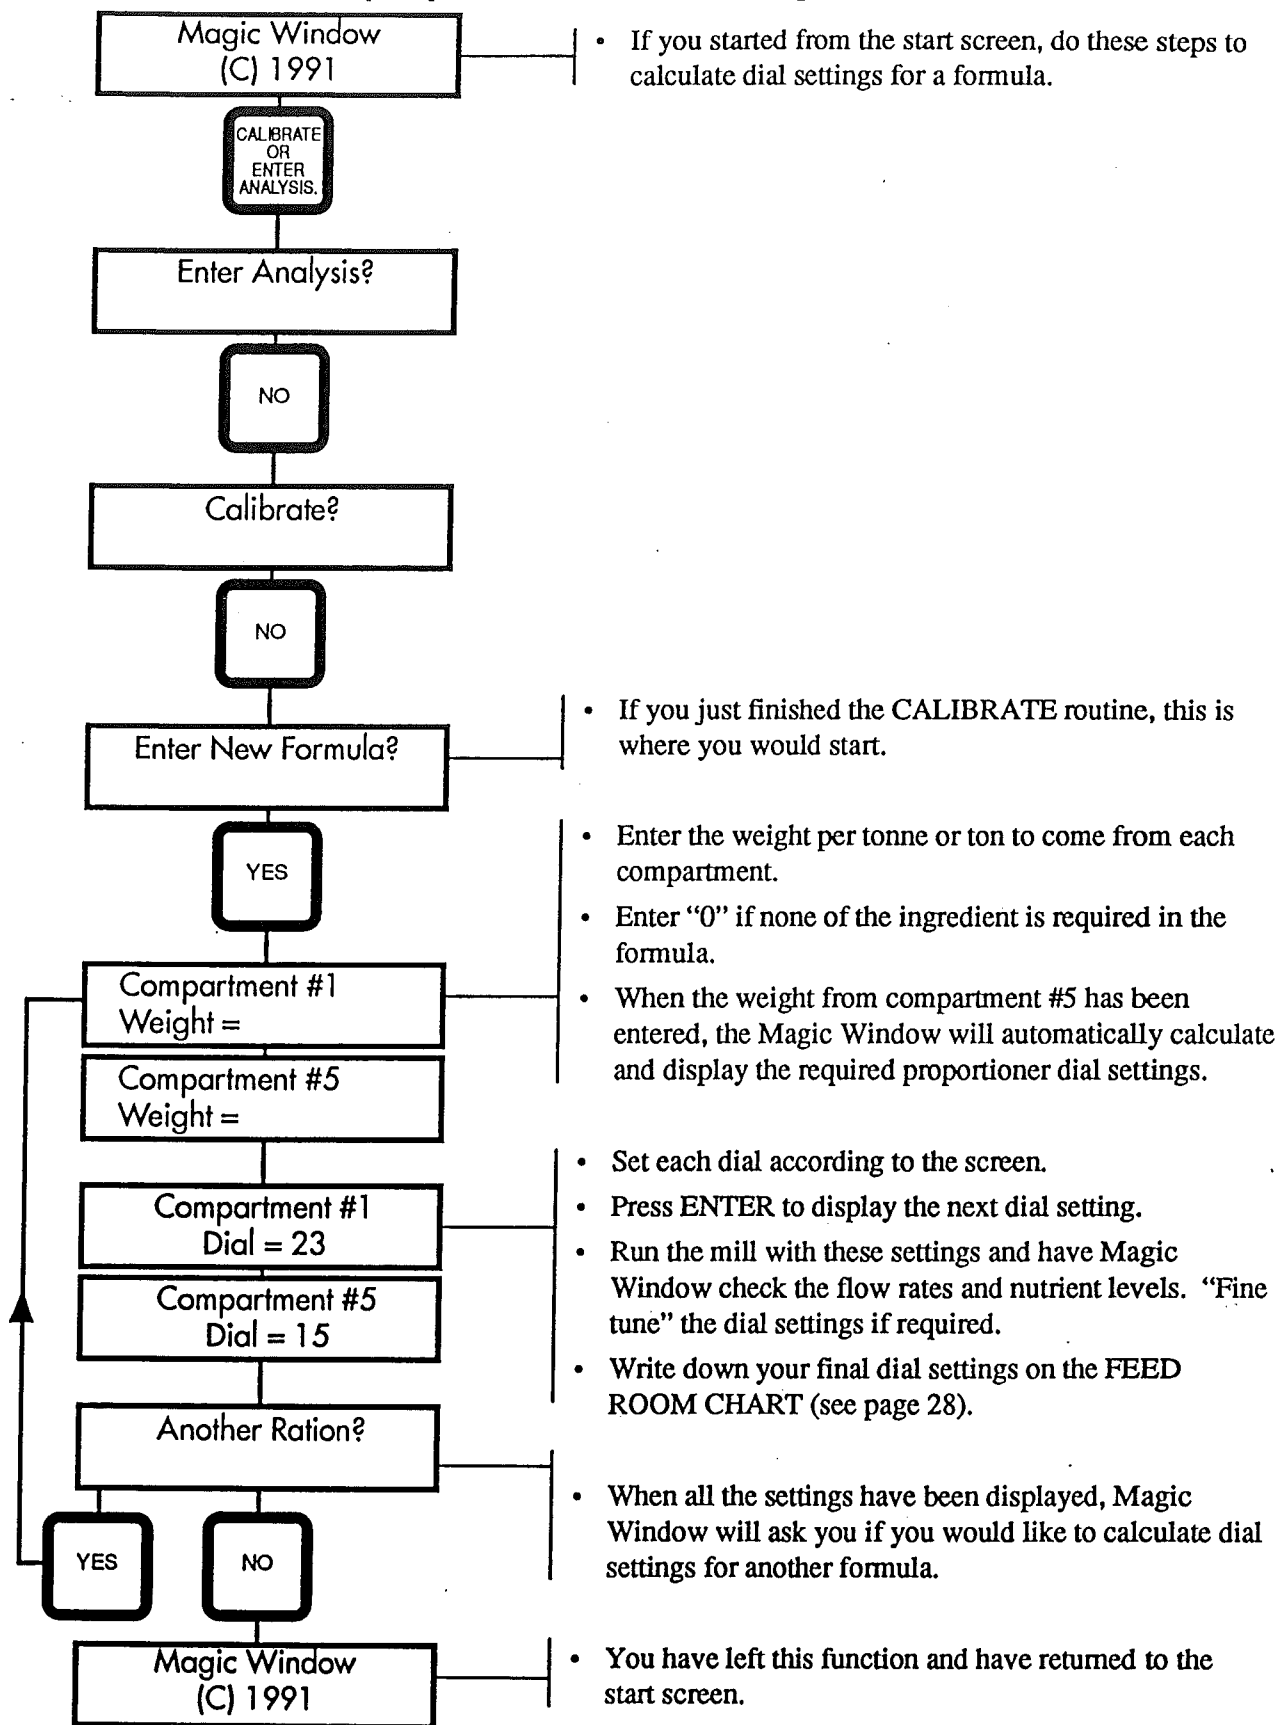 Magic Window
(C) 1991
• If you started from the start screen, do these steps to
calculate dial settings for a formula.
CALIBRATE
OR
ENTER
ANALYSIS.
Enter Analysis?
NO
Calibrate?
NO
Enter New Formula?
• If you just finished the CALIBRATE routine, this is
where you would start.
YES
• Enter the weight per tonne or ton to come from each
compartment.
• Enter “0” if none of the ingredient is required in the
formula.
• When the weight from compartment #5 has been
entered, the Magic Window will automatically calculate
and display the required proportioner dial settings.
Compartment #1
Weight =
Compartment #5
Weight =
Compartment #1
Dial = 23
Compartment #5
Dial = 15
• Set each dial according to the screen.
• Press ENTER to display the next dial setting.
• Run the mill with these settings and have Magic
Window check the flow rates and nutrient levels. “Fine
tune” the dial settings if required.
• Write down your final dial settings on the FEED
ROOM CHART (see page 28).
Another Ration?
• When all the settings have been displayed, Magic
Window will ask you if you would like to calculate dial
settings for another formula.
YES
NO
Magic Window
(C) 1991
• You have left this function and have returned to the
start screen.